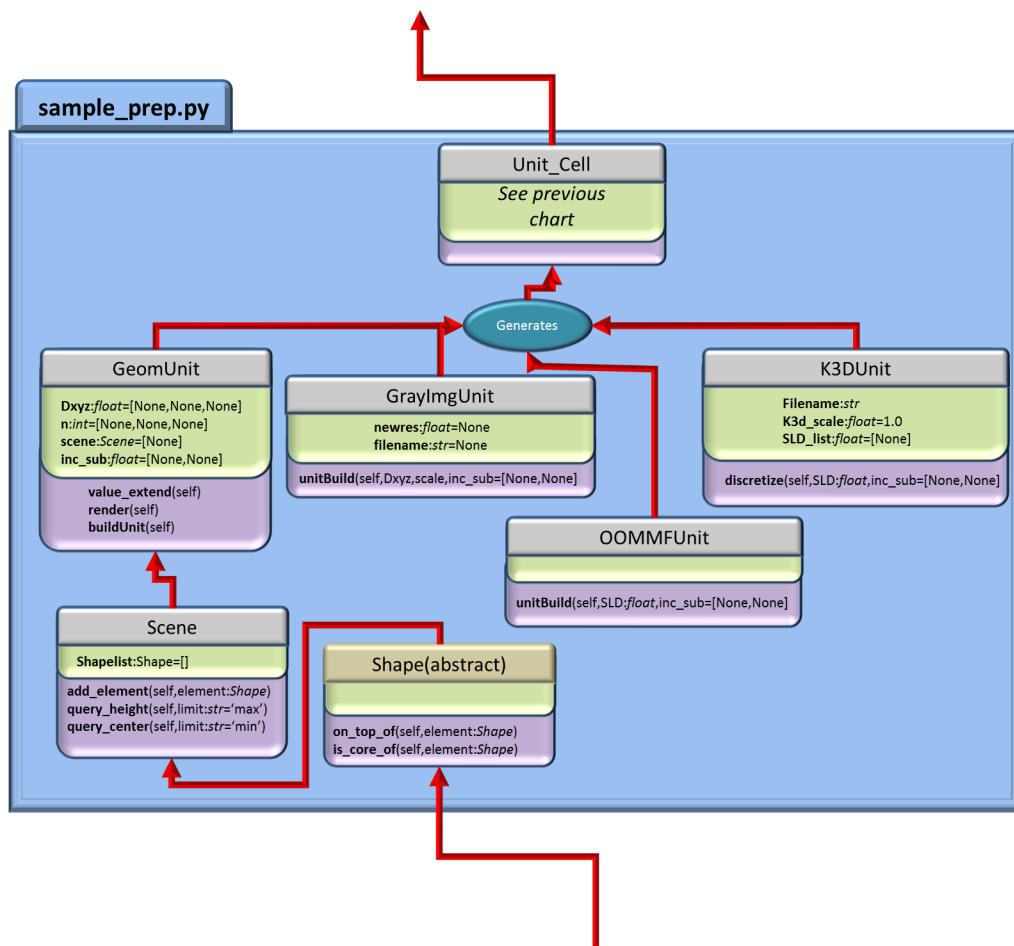 sample_prep.py
Unit_Cell
See previous
chart
Generates
GeomUnit
Dxyz:float=[None,None,None]
n:int=[None,None,None]
scene:Scene=[None]
inc_sub:float=[None,None]
value_extend(self)
render(self)
buildUnit(self)
GrayImgUnit
newres:float=None
filename:str=None
unitBuild(self,Dxyz,scale,inc_sub=[None,None]
K3DUnit
Filename:str
K3d_scale:float=1.0
SLD_list:float=[None]
discretize(self,SLD:float,inc_sub=[None,None]
OOMMFUnit
unitBuild(self,SLD:float,inc_sub=[None,None]
Scene
Shapelist:Shape=[]
add_element(self,element:Shape)
query_height(self,limit:str=‘max’)
query_center(self,limit:str=‘min’)
Shape(abstract)
on_top_of(self,element:Shape)
is_core_of(self,element:Shape)